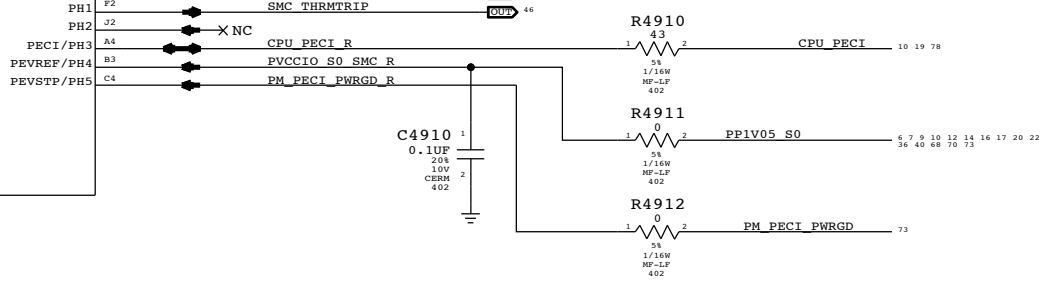 PH1 F2 SMC_THRMTRIP OUT 46
PH2 J2 NC
PECI/PH3 A4 CPU_PECI_R
PEVREF/PH4 B3 PVCCIO_S0_SMC_R
PEVSTP/PH5 C4 PM_PECI_PWRGD_R
R4910
43
1 2 CPU_PECI 10 19 78
5%
1/16W
MF-LF
402
C4910 1
0.1UF
20%
10V
CERM 2
402
R4911
0
1 2 PP1V05_S0 6 7 9 10 12 14 16 17 20 22
36 40 68 70 73
5%
1/16W
MF-LF
402
R4912
0
1 2 PM_PECI_PWRGD 73
5%
1/16W
MF-LF
402